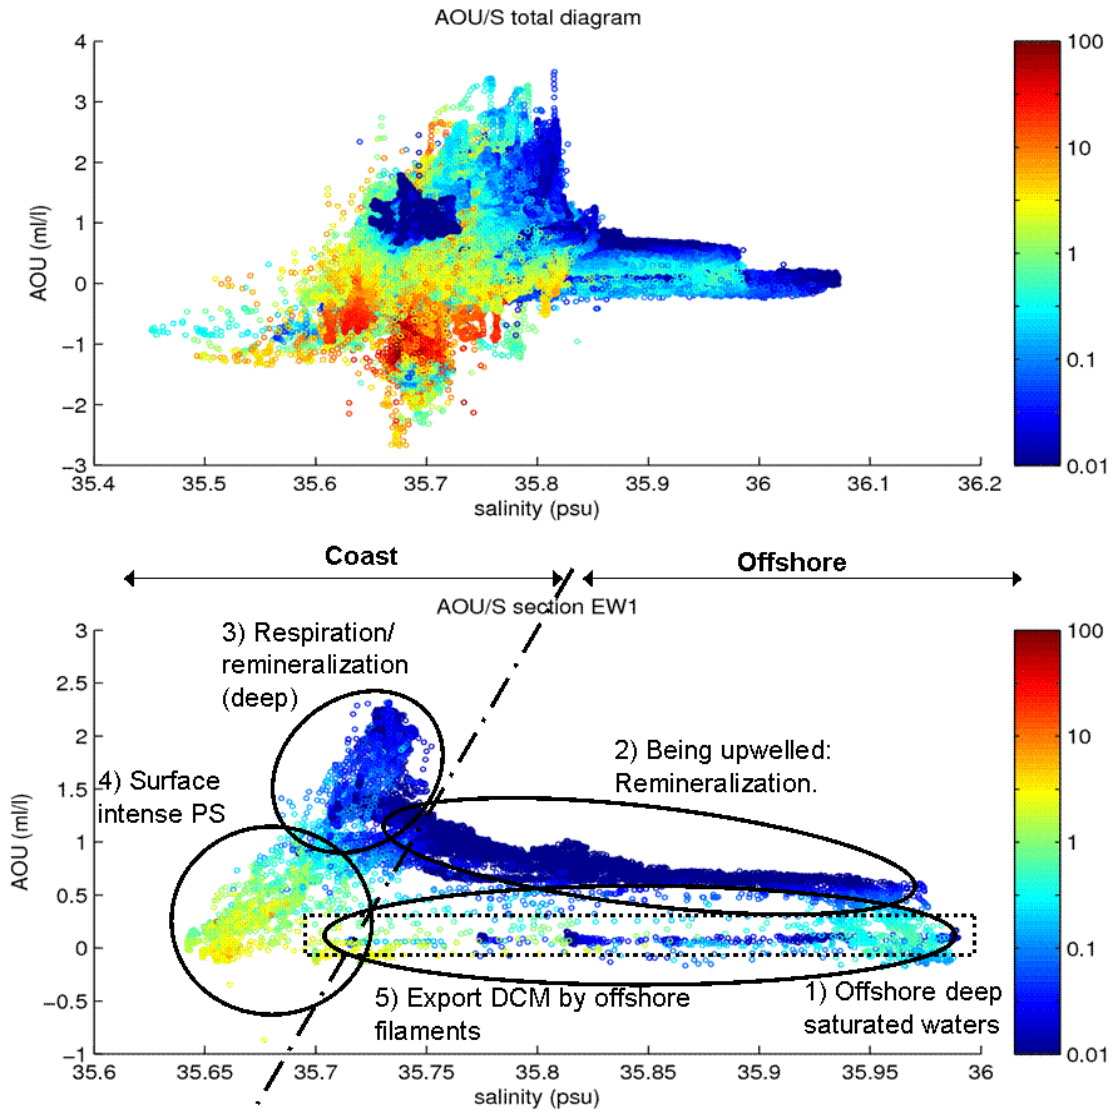 AOU/S total diagram
4
3
2
1
0
−1
−2
−3
AOU (ml/l)
35.4
35.5
35.6
35.7
35.8
35.9
36
36.1
36.2
salinity (psu)
100
10
1
0.1
0.01
Coast
Offshore
AOU/S section EW1
3
2.5
2
1.5
1
0.5
0
−0.5
−1
AOU (ml/l)
3) Respiration/
remineralization
(deep)
4) Surface
intense PS
2) Being upwelled:
Remineralization.
5) Export DCM by offshore
filaments
1) Offshore deep
saturated waters
35.6
35.65
35.7
35.75
35.8
35.85
35.9
35.95
36
salinity (psu)
100
10
1
0.1
0.01